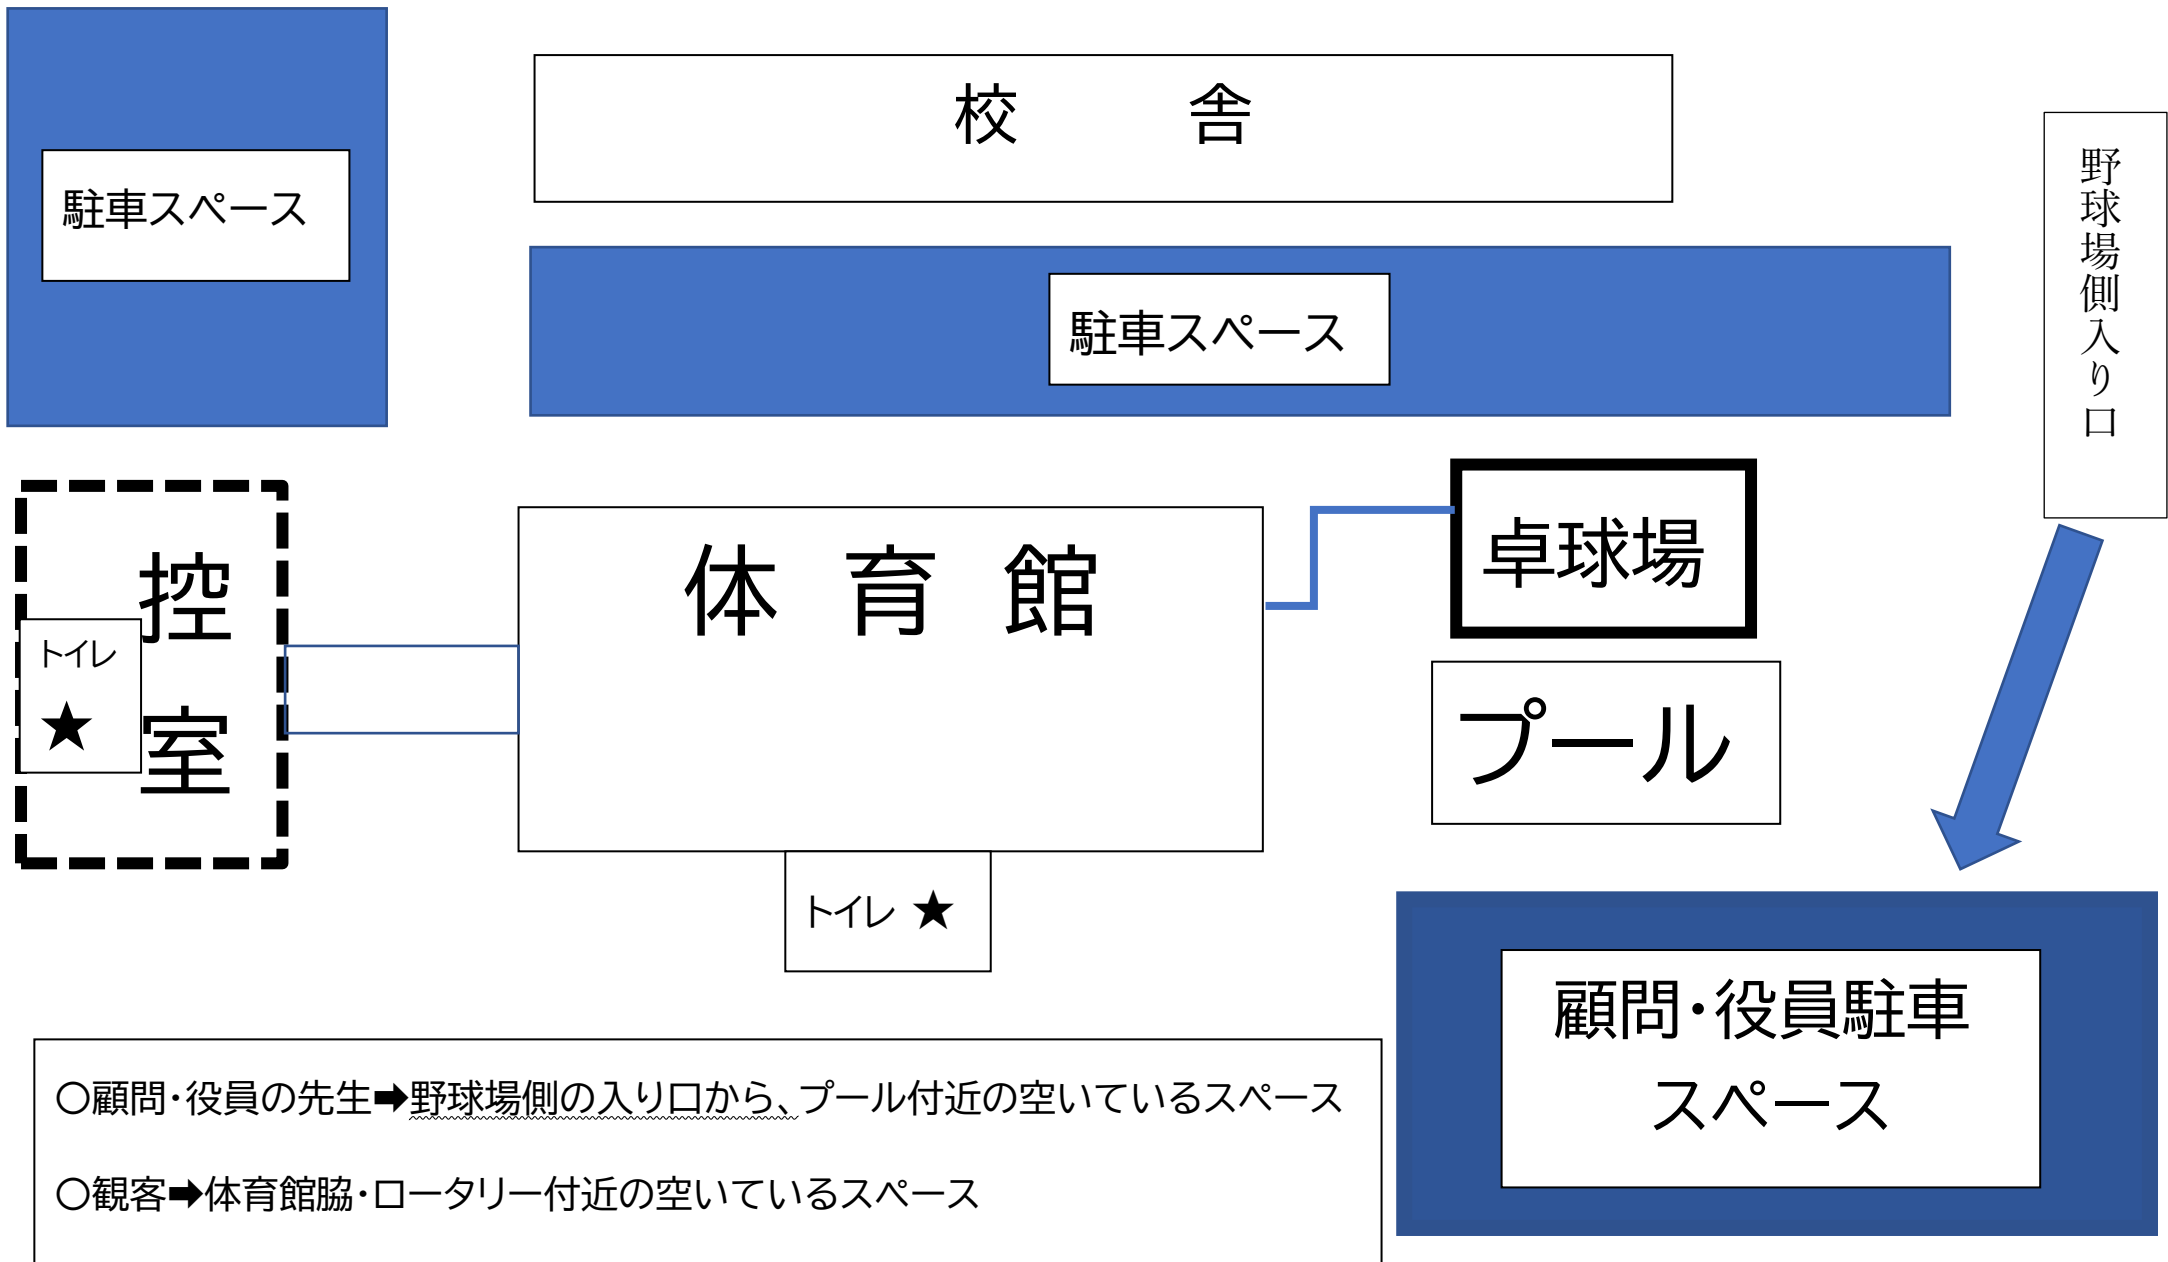 校　　舎
駐車スペース
駐車スペース
野球場側入り口
控
室
トイレ
★
体 育 館
卓球場
プール
トイレ ★
顧問・役員駐車
スペース
〇顧問・役員の先生➡野球場側の入り口から、プール付近の空いているスペース
〇観客➡体育館脇・ロータリー付近の空いているスペース